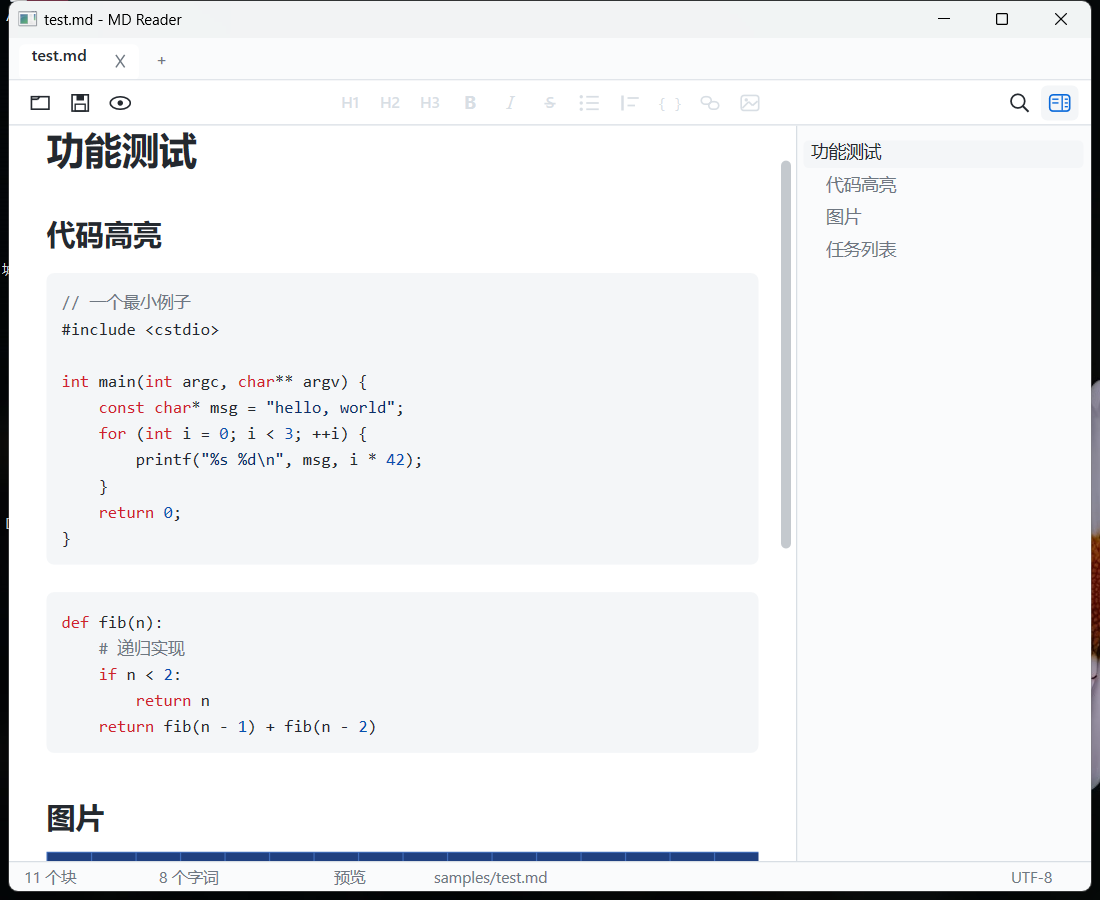 test.md - MD Reader
test.md X +
H1 H2 H3 B I S { }
功能测试
代码高亮
// 一个最小例子
#include <cstdio>
int main(int argc, char** argv) {
    const char* msg = "hello, world";
    for (int i = 0; i < 3; ++i) {
        printf("%s %d\n", msg, i * 42);
    }
    return 0;
}
def fib(n):
    # 递归实现
    if n < 2:
        return n
    return fib(n - 1) + fib(n - 2)
图片
功能测试
代码高亮
图片
任务列表
11 个块 8 个字词 预览 samples/test.md UTF-8